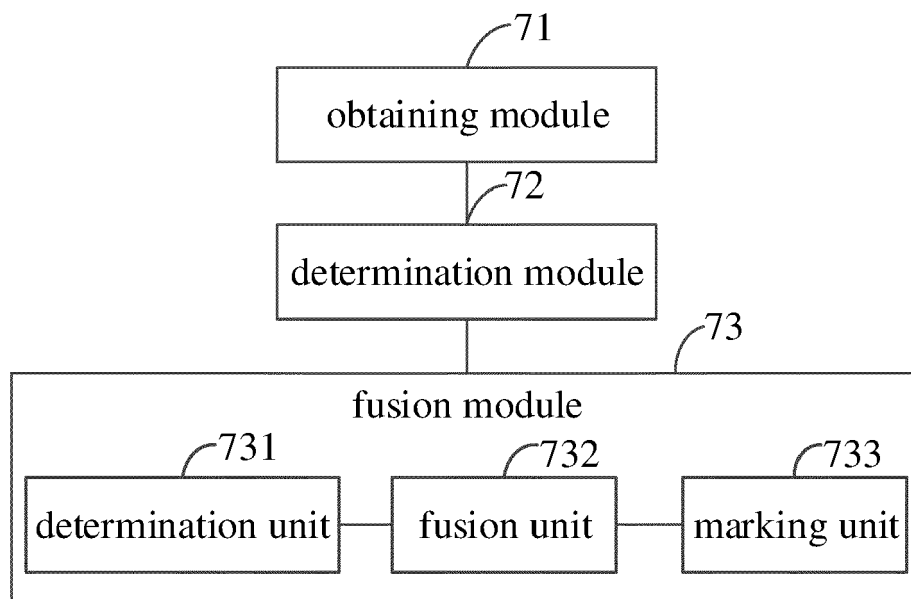 71
obtaining module
72
determination module
73
fusion module
731 732 733
determination unit fusion unit marking unit